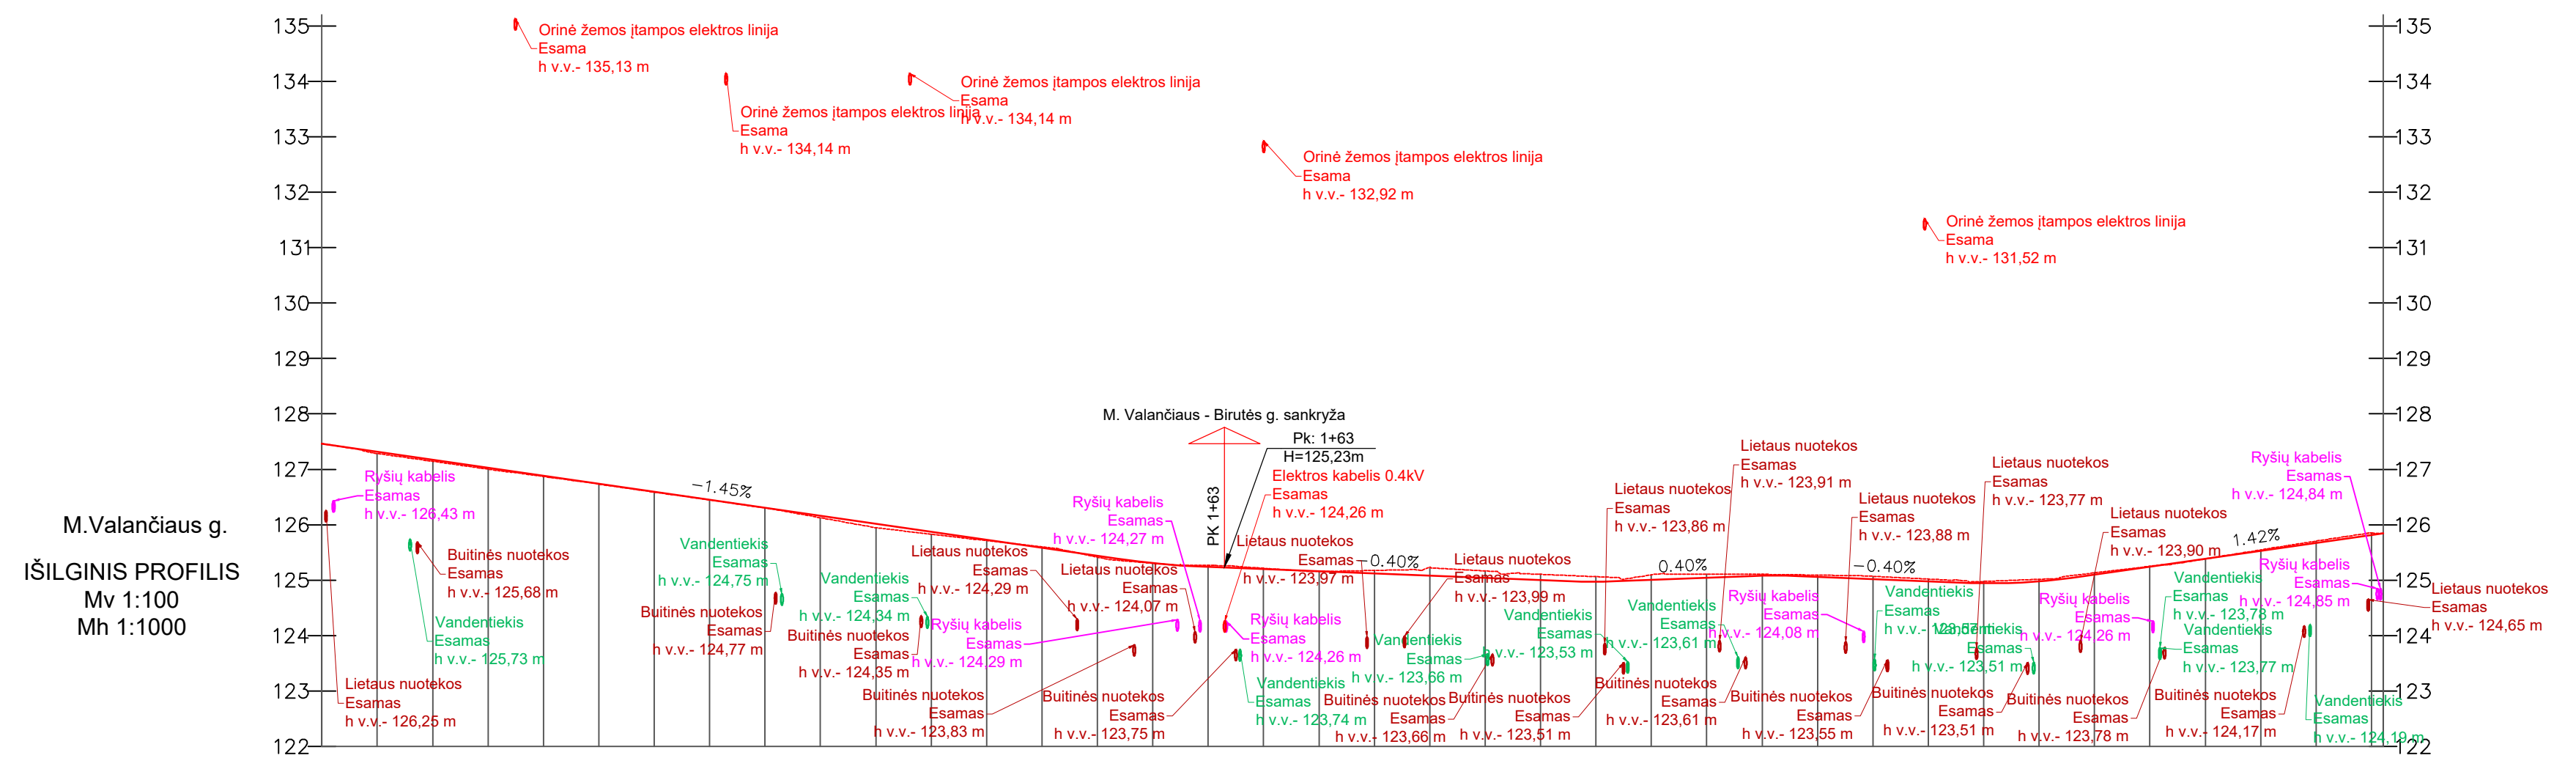 135
134
133
132
131
130
129
128
127
126
125
124
123
122
M.Valančiaus g.
IŠILGINIS PROFILIS
Mv 1:100
Mh 1:1000
Orinė žemos įtampos elektros linija
Esama
h v.v.- 135,13 m
Orinė žemos įtampos elektros linija
Esama
h v.v.- 134,14 m
Orinė žemos įtampos elektros linija
Esama
h v.v.- 134,14 m
Orinė žemos įtampos elektros linija
Esama
h v.v.- 132,92 m
Orinė žemos įtampos elektros linija
Esama
h v.v.- 131,52 m
M. Valančiaus - Birutės g. sankryža
Pk: 1+63
H=125,23m
PK 1+63
Elektros kabelis 0.4kV
Esamas
h v.v.- 124,26 m
−1.45%
−0.40%
0.40%
−0.40%
1.42%
Ryšių kabelis
Esamas
h v.v.- 126,43 m
Lietaus nuotekos
Esamas
h v.v.- 126,25 m
Buitinės nuotekos
Esamas
h v.v.- 125,68 m
Vandentiekis
Esamas
h v.v.- 125,73 m
Vandentiekis
Esamas
h v.v.- 124,75 m
Buitinės nuotekos
Esamas
h v.v.- 124,77 m
Vandentiekis
Esamas
h v.v.- 124,34 m
Buitinės nuotekos
Esamas
h v.v.- 124,35 m
Lietaus nuotekos
Esamas
h v.v.- 124,29 m
Ryšių kabelis
Esamas
h v.v.- 124,29 m
Buitinės nuotekos
Esamas
h v.v.- 123,83 m
Ryšių kabelis
Esamas
h v.v.- 124,27 m
Lietaus nuotekos
Esamas
h v.v.- 124,07 m
Buitinės nuotekos
Esamas
h v.v.- 123,75 m
Ryšių kabelis
Esamas
h v.v.- 124,26 m
Vandentiekis
Esamas
h v.v.- 123,74 m
Lietaus nuotekos
Esamas
h v.v.- 123,97 m
Lietaus nuotekos
Esamas
h v.v.- 123,99 m
Vandentiekis
Esamas
h v.v.- 123,66 m
Buitinės nuotekos
Esamas
h v.v.- 123,66 m
Vandentiekis
Esamas
h v.v.- 123,53 m
Buitinės nuotekos
Esamas
h v.v.- 123,51 m
Lietaus nuotekos
Esamas
h v.v.- 123,86 m
Vandentiekis
Esamas
h v.v.- 123,61 m
Buitinės nuotekos
Esamas
h v.v.- 123,61 m
Lietaus nuotekos
Esamas
h v.v.- 123,91 m
Ryšių kabelis
Esamas
h v.v.- 124,08 m
Buitinės nuotekos
Esamas
h v.v.- 123,55 m
Lietaus nuotekos
Esamas
h v.v.- 123,88 m
Vandentiekis
Esamas
Vandentiekis
Esamas
h v.v.- 123,51 m
Buitinės nuotekos
Esamas
h v.v.- 123,51 m
Lietaus nuotekos
Esamas
h v.v.- 123,77 m
Lietaus nuotekos
Esamas
h v.v.- 123,90 m
Ryšių kabelis
Esamas
h v.v.- 124,26 m
Buitinės nuotekos
Esamas
h v.v.- 123,78 m
Vandentiekis
Esamas
h v.v.- 123,78 m
Vandentiekis
Esamas
h v.v.- 123,77 m
Buitinės nuotekos
Esamas
h v.v.- 124,17 m
Ryšių kabelis
Esamas
h v.v.- 124,84 m
Ryšių kabelis
Esamas
h v.v.- 124,85 m
Lietaus nuotekos
Esamas
h v.v.- 124,65 m
Vandentiekis
Esamas
h v.v.- 124,19 m
135
134
133
132
131
130
129
128
127
126
125
124
123
122